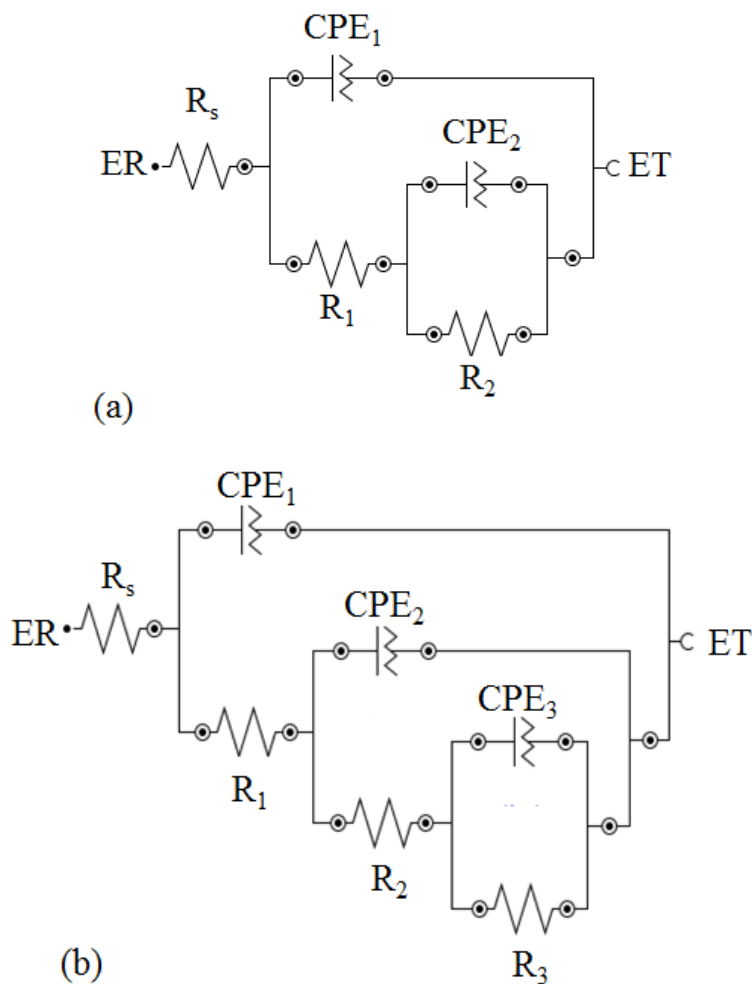 CPE₁
Rₛ
CPE₂
ER
ET
R₁
R₂
(a)
CPE₁
Rₛ
CPE₂
ER
ET
CPE₃
R₁
R₂
R₃
(b)